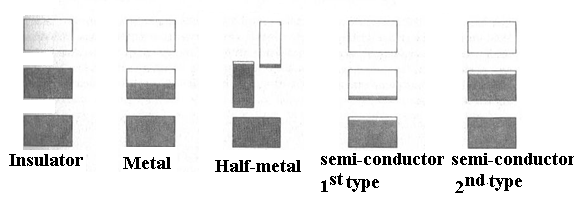 Insulator Metal Half-metal semi-conductor 1st type semi-conductor 2nd type